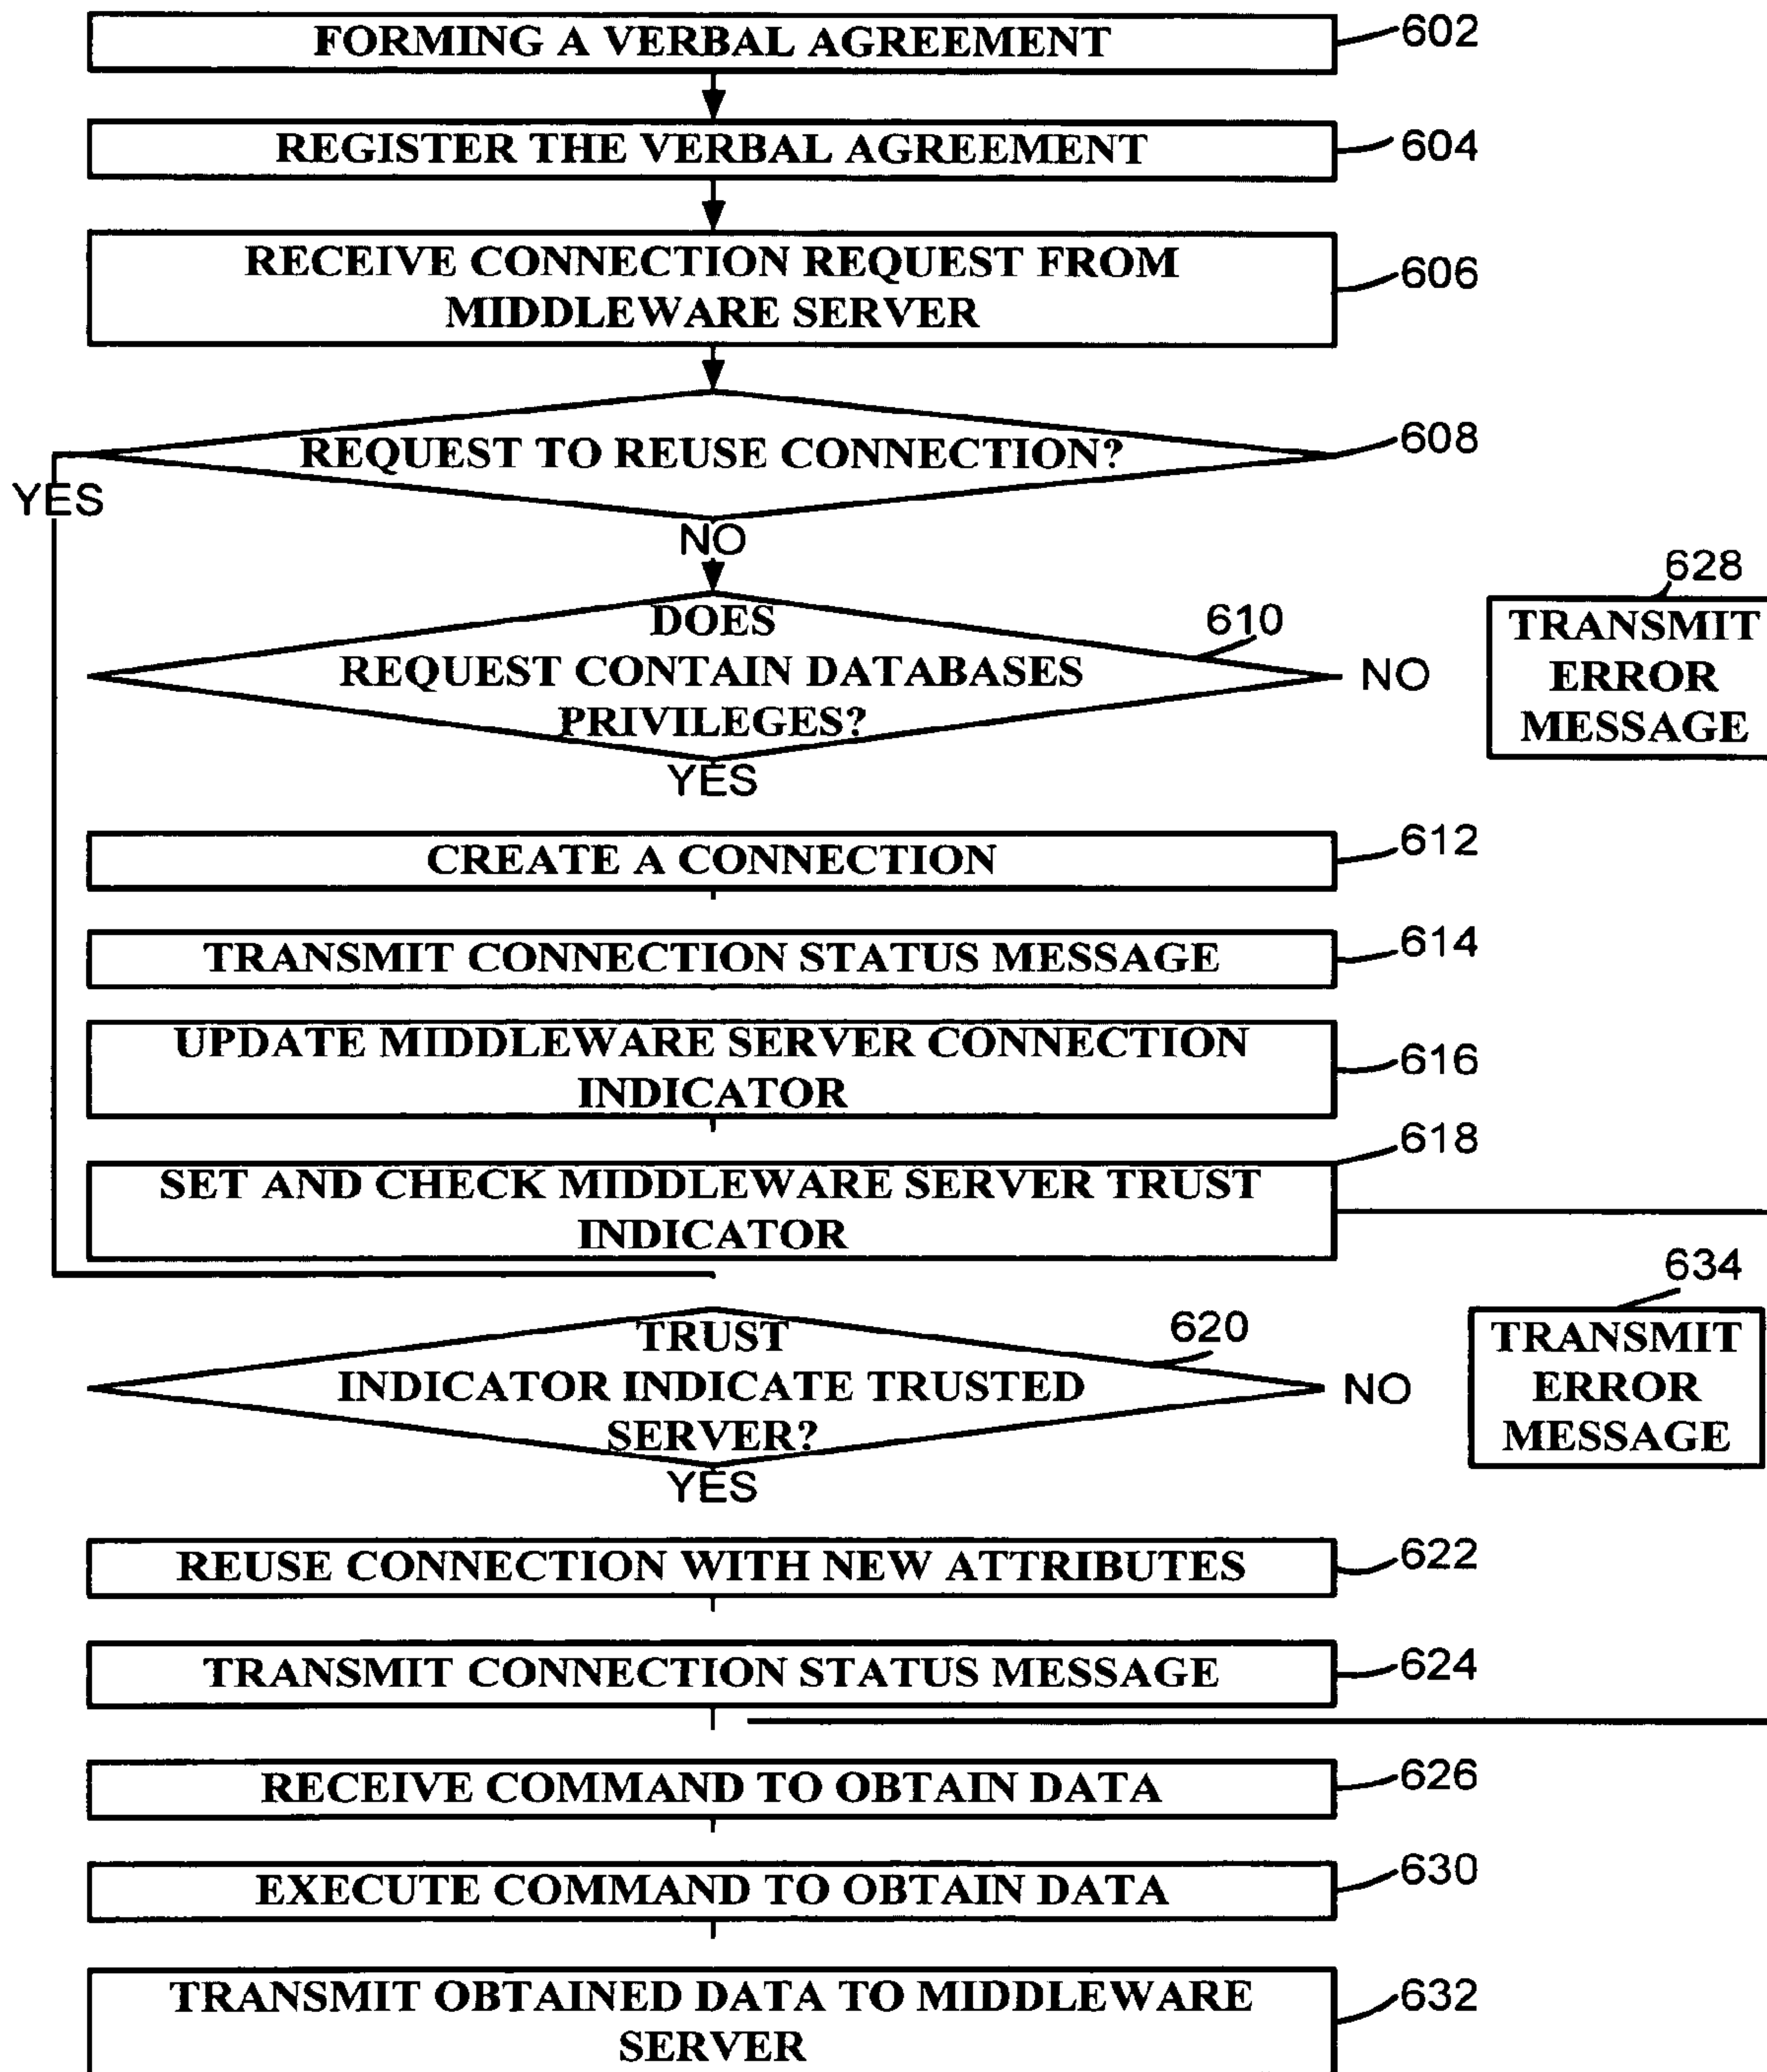 FORMING A VERBAL AGREEMENT
602
REGISTER THE VERBAL AGREEMENT
604
RECEIVE CONNECTION REQUEST FROM
MIDDLEWARE SERVER
606
REQUEST TO REUSE CONNECTION?
608
YES
NO
DOES
REQUEST CONTAIN DATABASES
PRIVILEGES?
610
NO
628
TRANSMIT
ERROR
MESSAGE
YES
CREATE A CONNECTION
612
TRANSMIT CONNECTION STATUS MESSAGE
614
UPDATE MIDDLEWARE SERVER CONNECTION
INDICATOR
616
SET AND CHECK MIDDLEWARE SERVER TRUST
INDICATOR
618
TRUST
INDICATOR INDICATE TRUSTED
SERVER?
620
NO
634
TRANSMIT
ERROR
MESSAGE
YES
REUSE CONNECTION WITH NEW ATTRIBUTES
622
TRANSMIT CONNECTION STATUS MESSAGE
624
RECEIVE COMMAND TO OBTAIN DATA
626
EXECUTE COMMAND TO OBTAIN DATA
630
TRANSMIT OBTAINED DATA TO MIDDLEWARE
SERVER
632